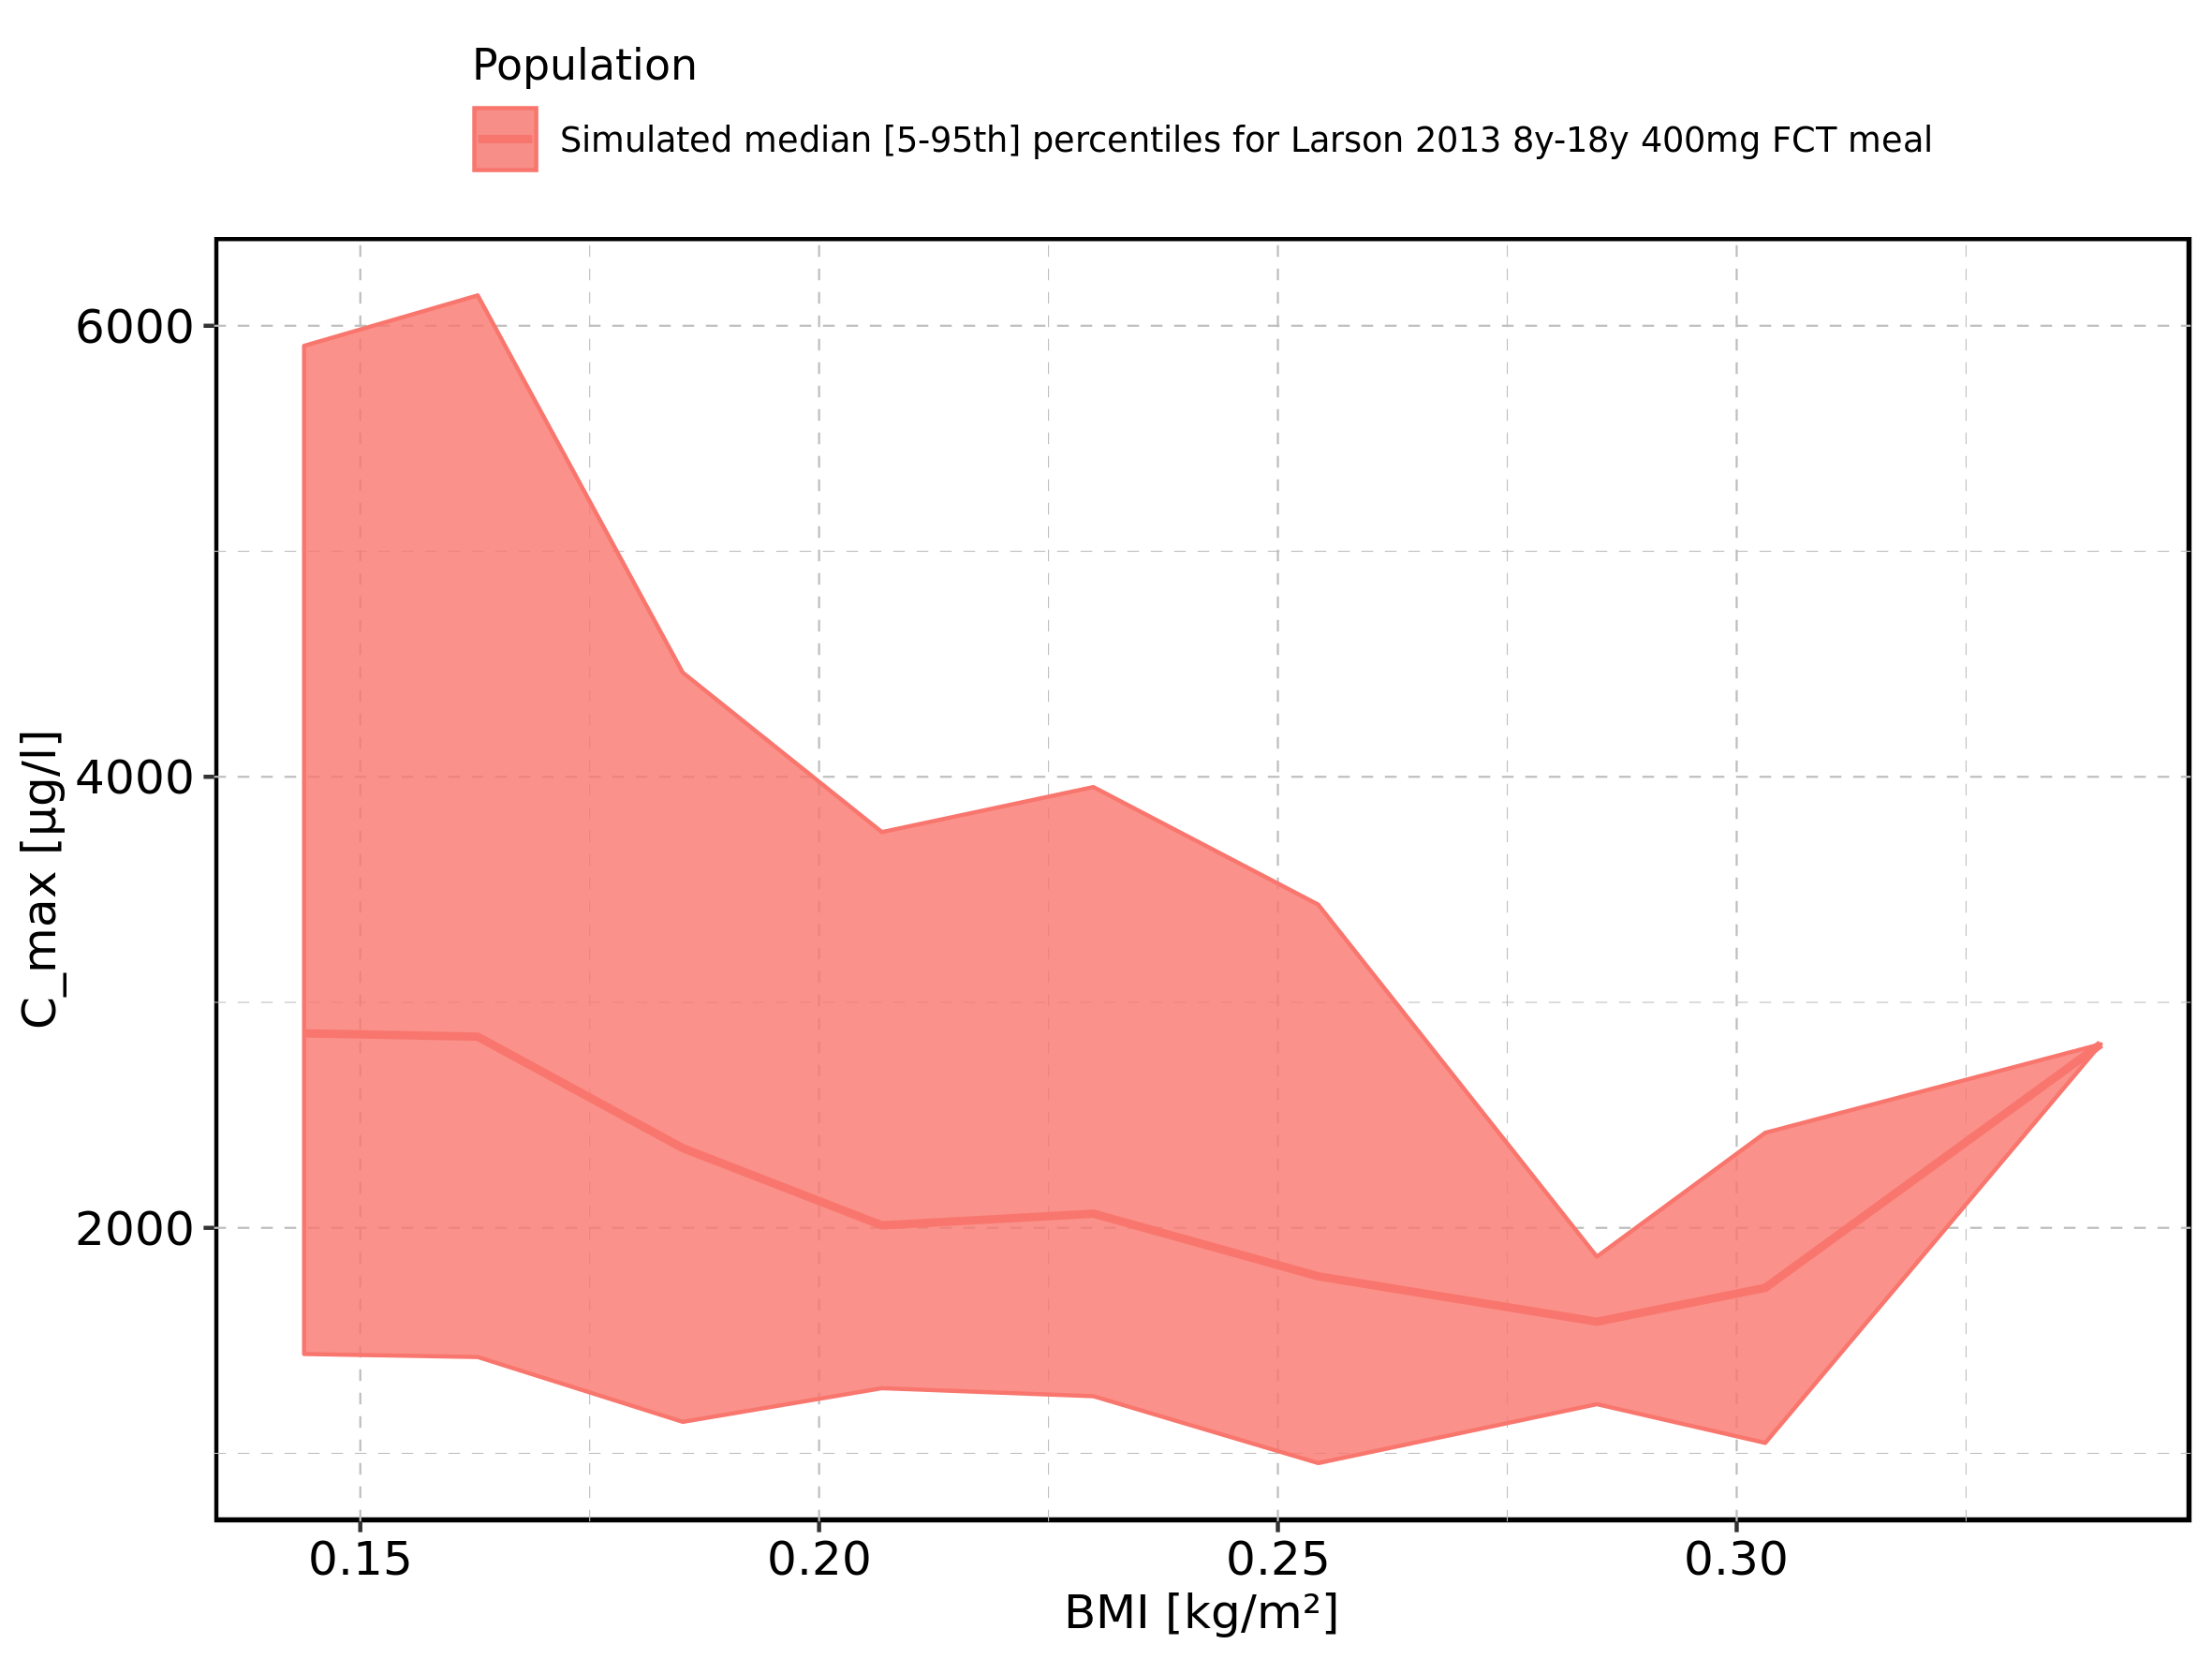 Population
Simulated median [5-95th] percentiles for Larson 2013 8y-18y 400mg FCT meal
C_max [µg/l]
6000
4000
2000
0.15 0.20 0.25 0.30
BMI [kg/m²]